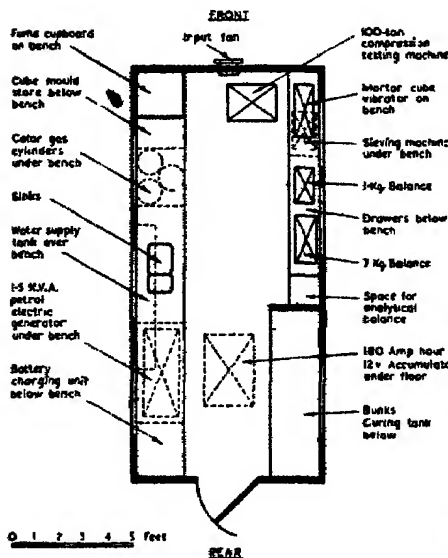 FRONT
Input fan
Fume cupboard
on bench
Cube mould
store below
bench
Calor gas
cylinders
under bench
Sinks
Water supply
tank over
bench
1·5 K.V.A.
petrol
electric
generator
under bench
Battery
charging unit
below bench
100-ton
compression
testing machine
Mortar cube
vibrator on
bench
Sieving machine
under bench
1-Kg Balance
Drawers below
bench
7 Kg Balance
Space for
analytical
balance
180 Amp hour
12v Accumulator
under floor
Bunks
Curing tank
below
0 1 2 3 4 5 Feet
REAR